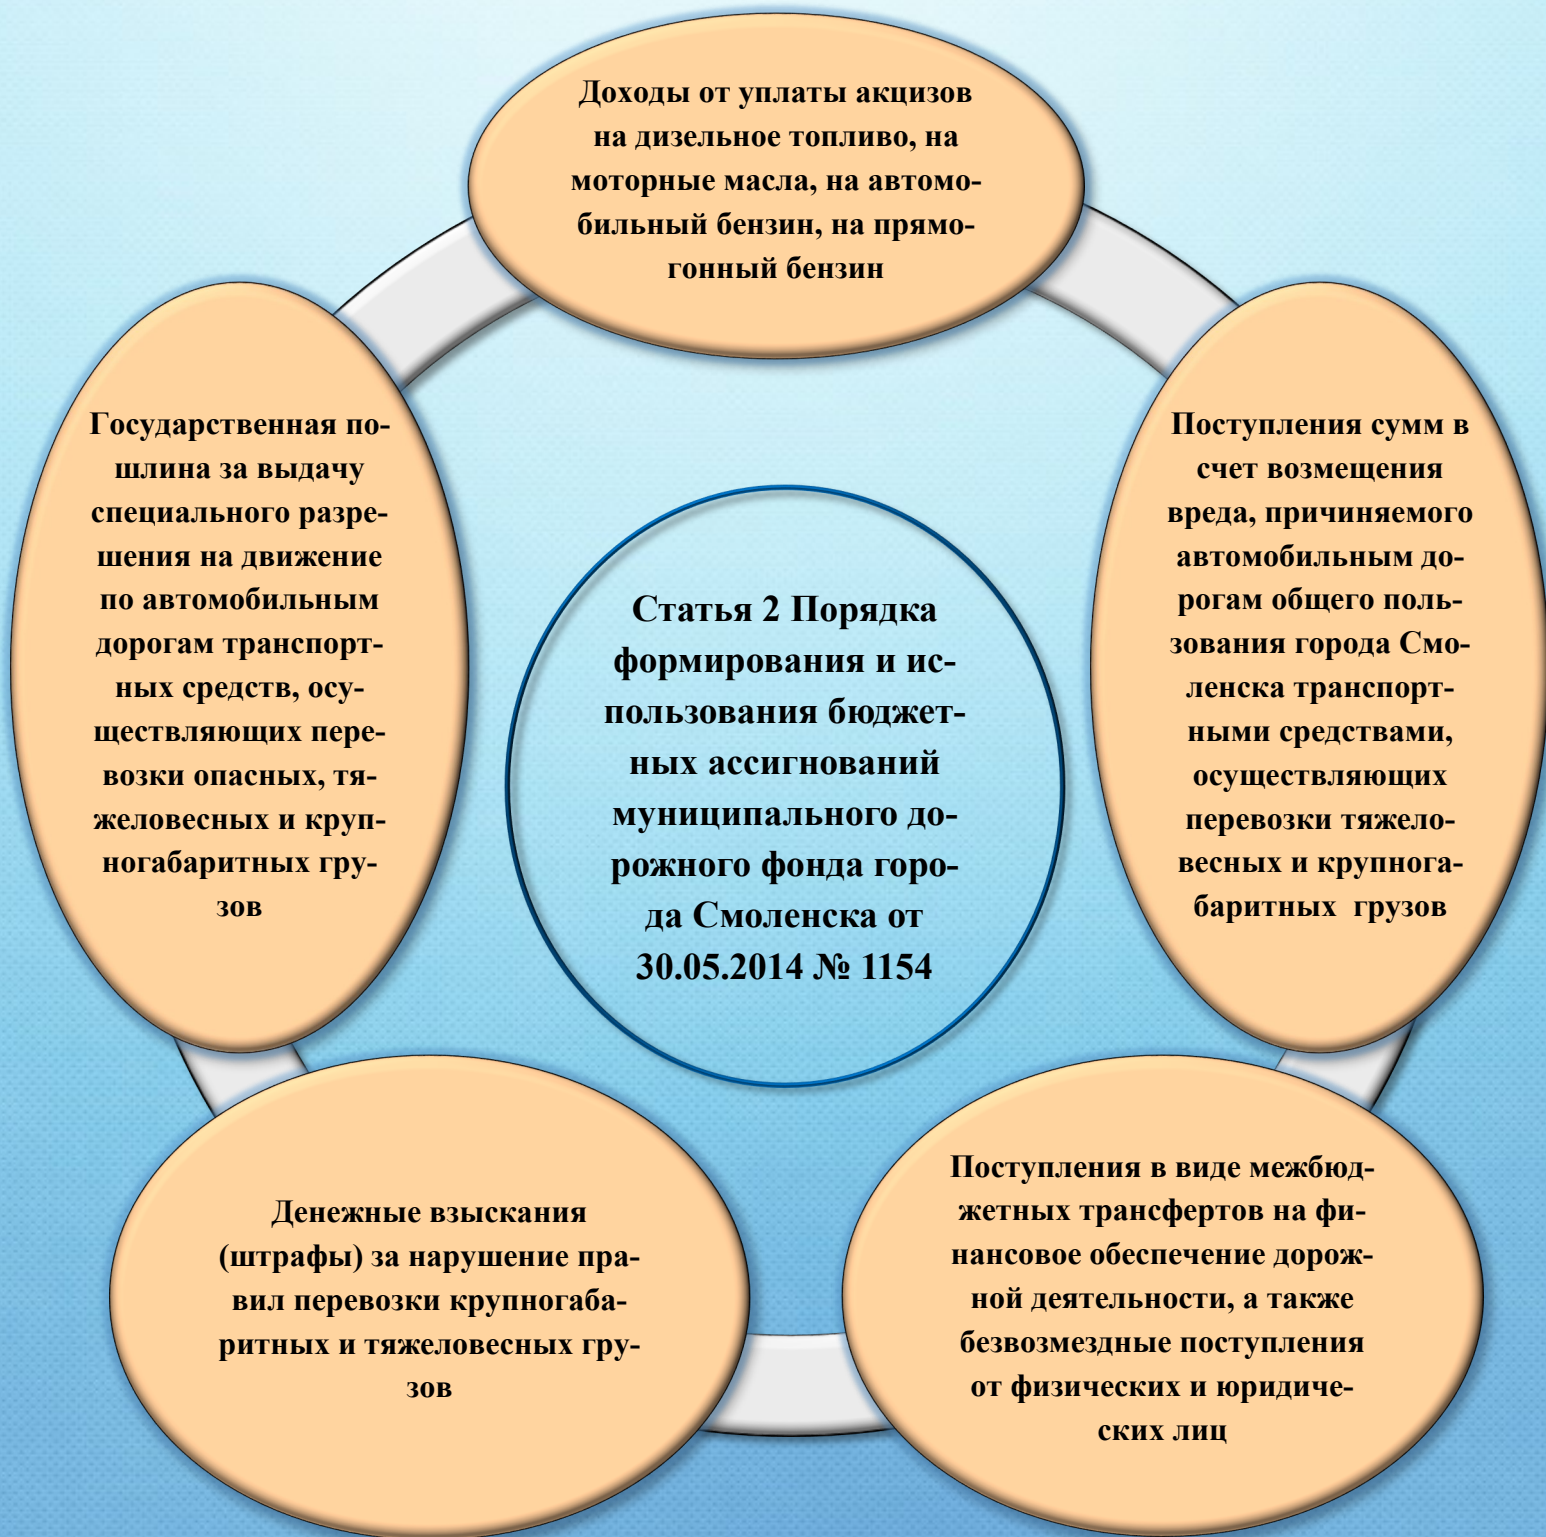 Доходы от уплаты акцизов
на дизельное топливо, на
моторные масла, на автомо-
бильный бензин, на прямо-
гонный бензин
Государственная по-
шлина за выдачу
специального разре-
шения на движение
по автомобильным
дорогам транспорт-
ных средств, осу-
ществляющих пере-
возки опасных, тя-
желовесных и круп-
ногабаритных гру-
зов
Статья 2 Порядка
формирования и ис-
пользования бюджет-
ных ассигнований
муниципального до-
рожного фонда горо-
да Смоленска от
30.05.2014 № 1154
Поступления сумм в
счет возмещения
вреда, причиняемого
автомобильным до-
рогам общего поль-
зования города Смо-
ленска транспорт-
ными средствами,
осуществляющих
перевозки тяжело-
весных и крупнога-
баритных грузов
Денежные взыскания
(штрафы) за нарушение пра-
вил перевозки крупногаба-
ритных и тяжеловесных гру-
зов
Поступления в виде межбюд-
жетных трансфертов на фи-
нансовое обеспечение дорож-
ной деятельности, а также
безвозмездные поступления
от физических и юридиче-
ских лиц